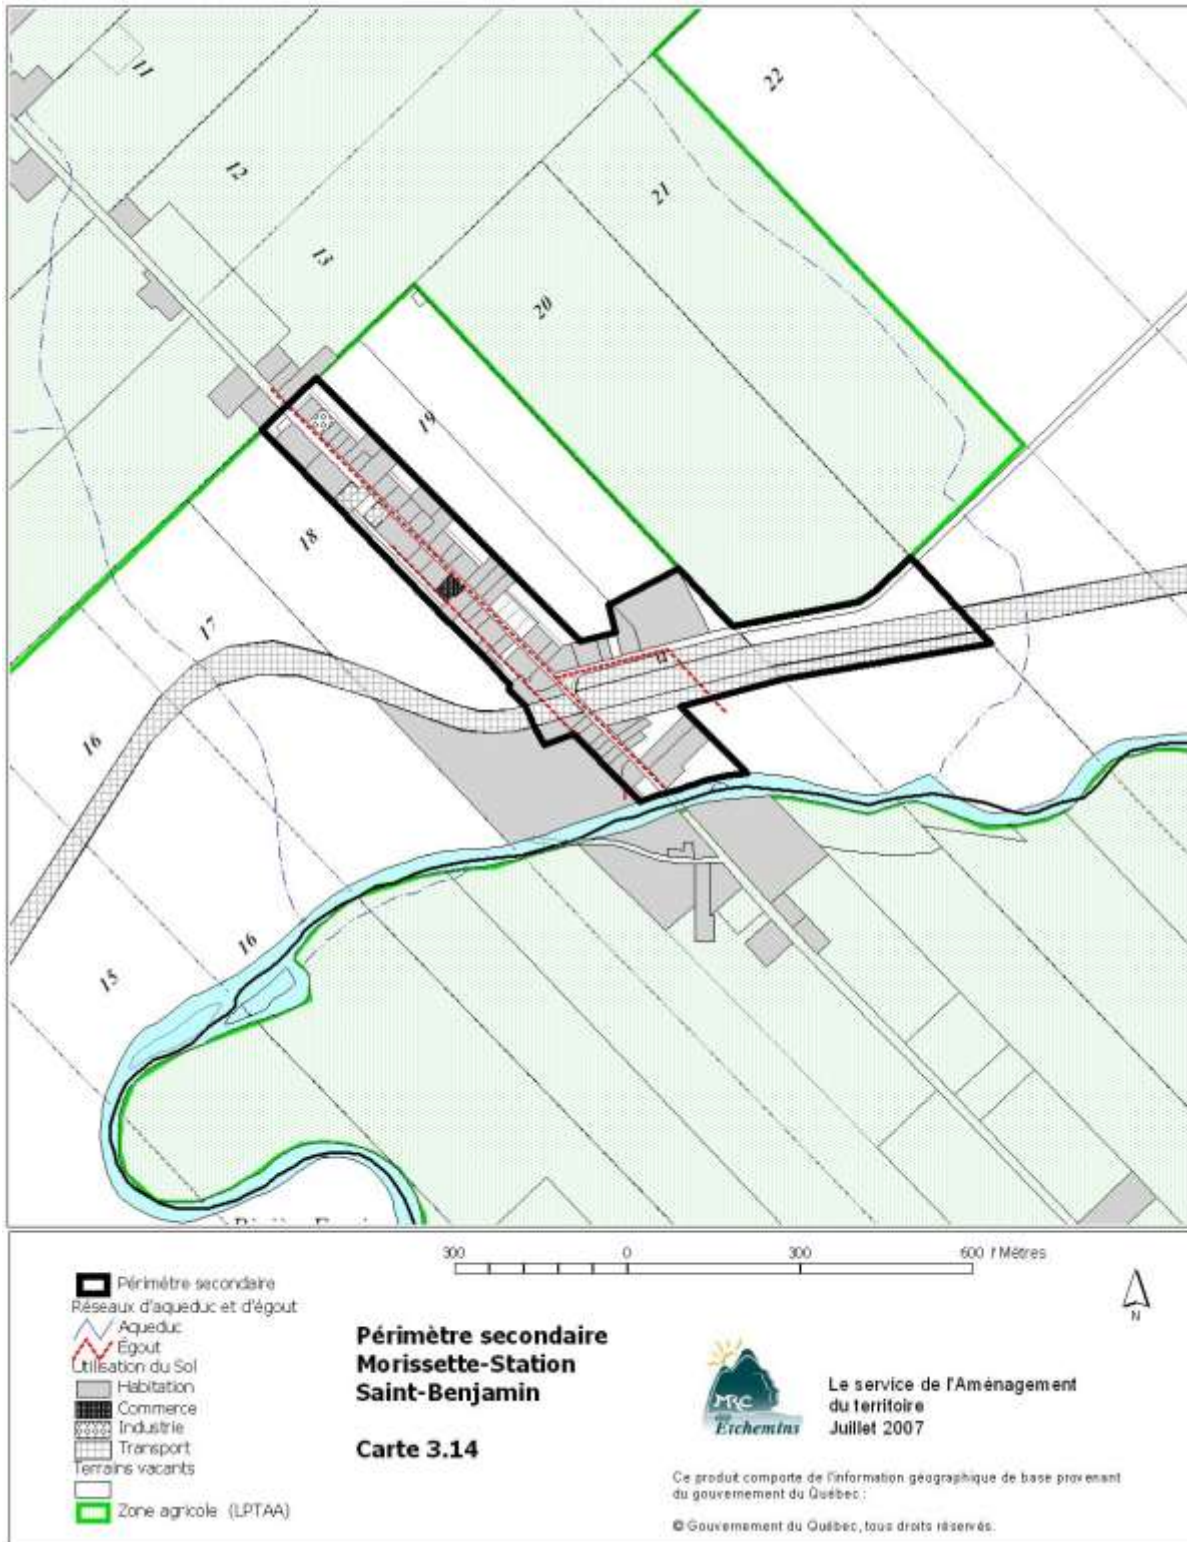 11
22
12
21
13
20
19
18
17
16
16
15
300 0 300 600 Mètres
N
Périmètre secondaire
Réseaux d'aqueduc et d'égout
Aqueduc
Égout
Utilisation du Sol
Habitation
Commerce
Industrie
Transport
Terrains vacants
Zone agricole (LPTAA)
Périmètre secondaire
Morissette-Station
Saint-Benjamin
Carte 3.14
MRC
des
Etchemins
Le service de l'Aménagement
du territoire
Juillet 2007
Ce produit comporte de l'information géographique de base provenant
du gouvernement du Québec :
© Gouvernement du Québec, tous droits réservés.